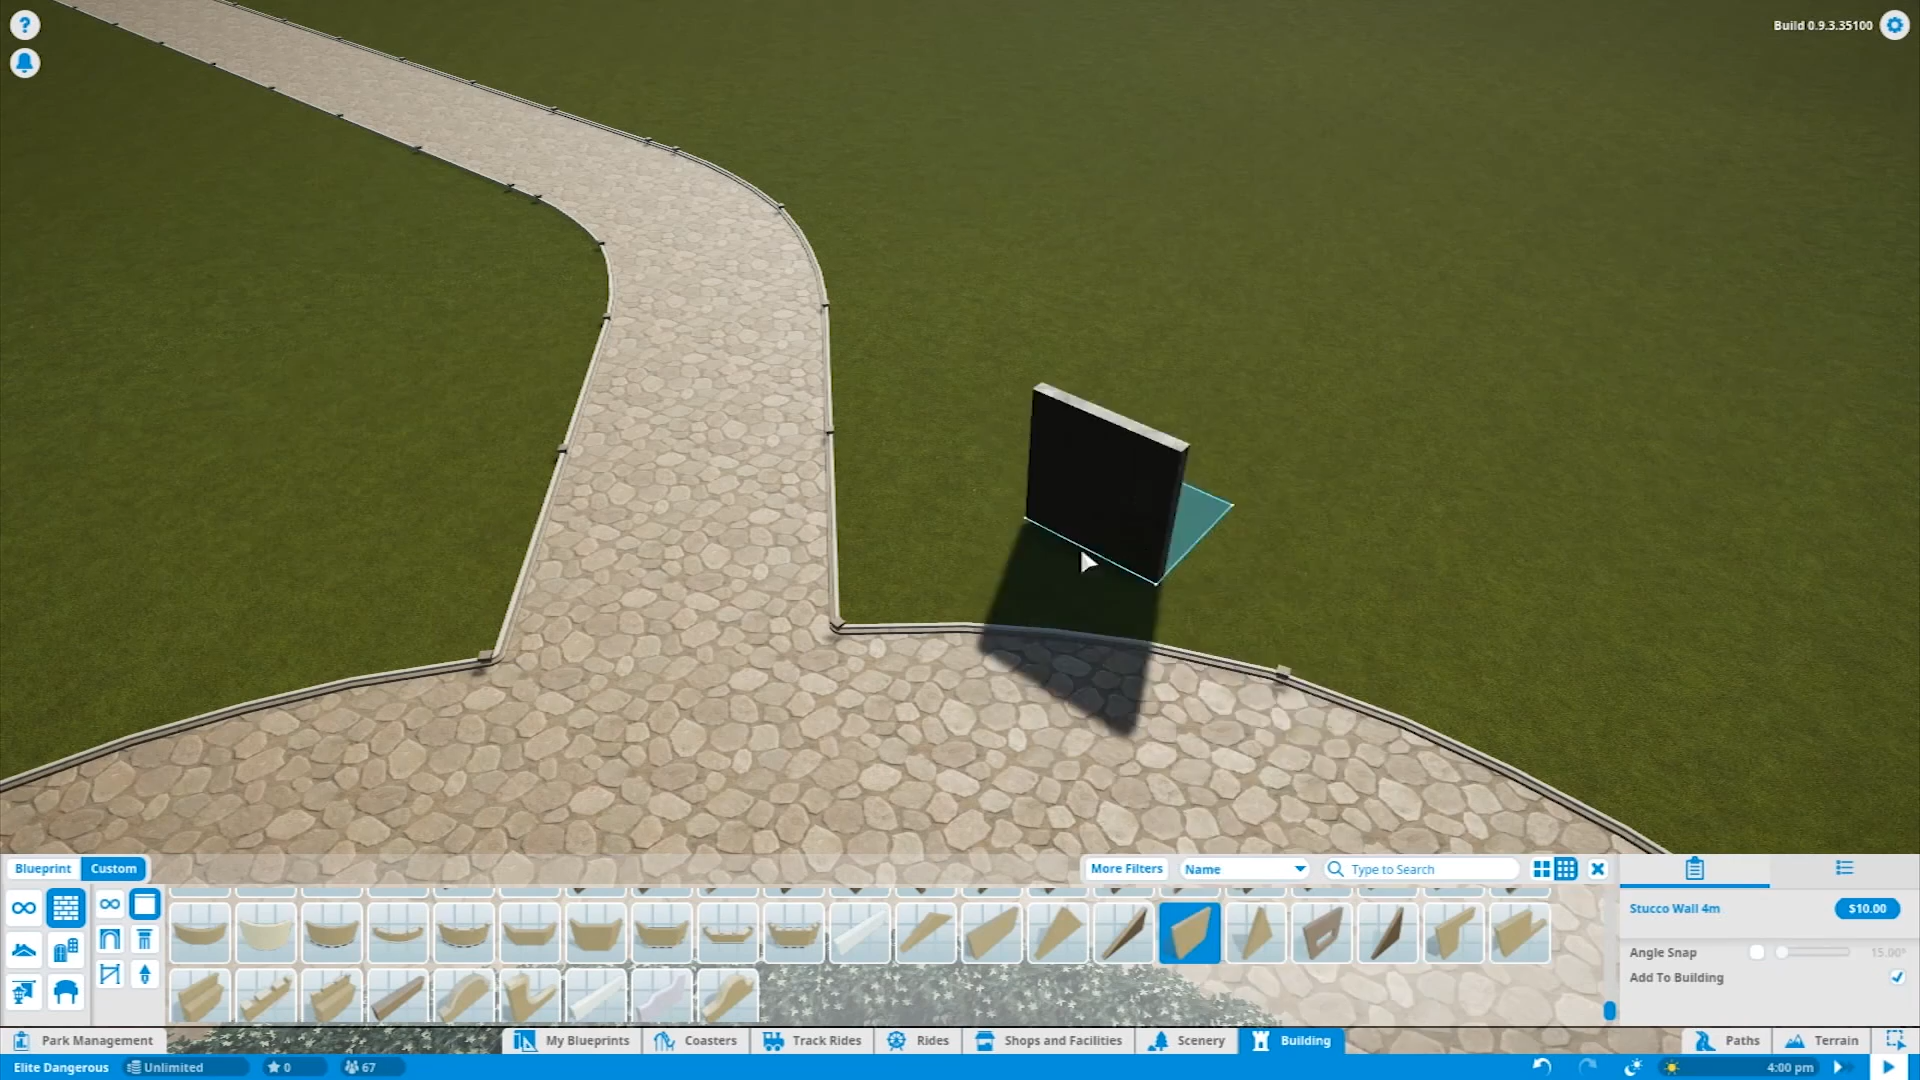 ?
Build 0.9.3.35100
Blueprint
Custom
More Filters
Name
Type to Search
Stucco Wall 4m
$10.00
Angle Snap
15.00°
Add To Building
Park Management
My Blueprints
Coasters
Track Rides
Rides
Shops and Facilities
Scenery
Building
Paths
Terrain
Elite Dangerous
Unlimited
0
67
4:00 pm